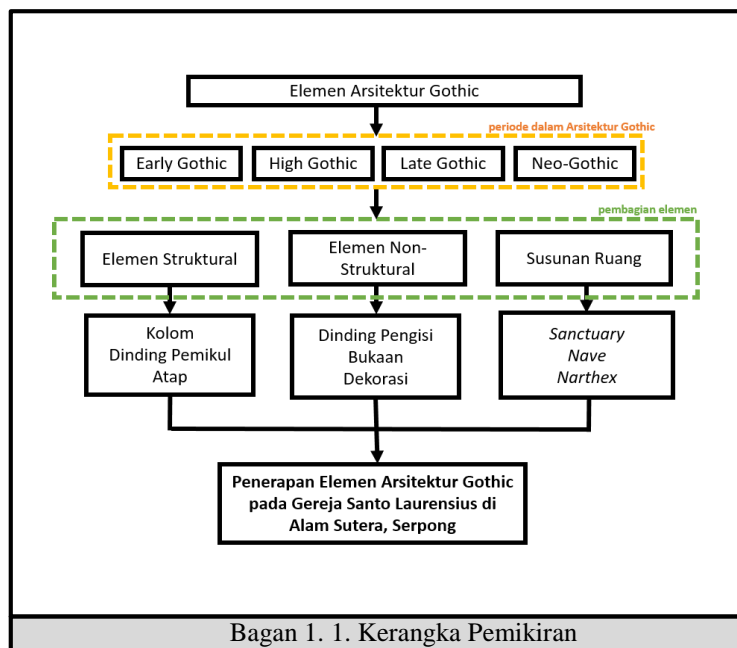 Elemen Arsitektur Gothic
periode dalam Arsitektur Gothic
Early Gothic
High Gothic
Late Gothic
Neo-Gothic
pembagian elemen
Elemen Struktural
Elemen Non-
Struktural
Susunan Ruang
Kolom
Dinding Pemikul
Atap
Dinding Pengisi
Bukaan
Dekorasi
Sanctuary
Nave
Narthex
Penerapan Elemen Arsitektur Gothic
pada Gereja Santo Laurensius di
Alam Sutera, Serpong
Bagan 1. 1. Kerangka Pemikiran